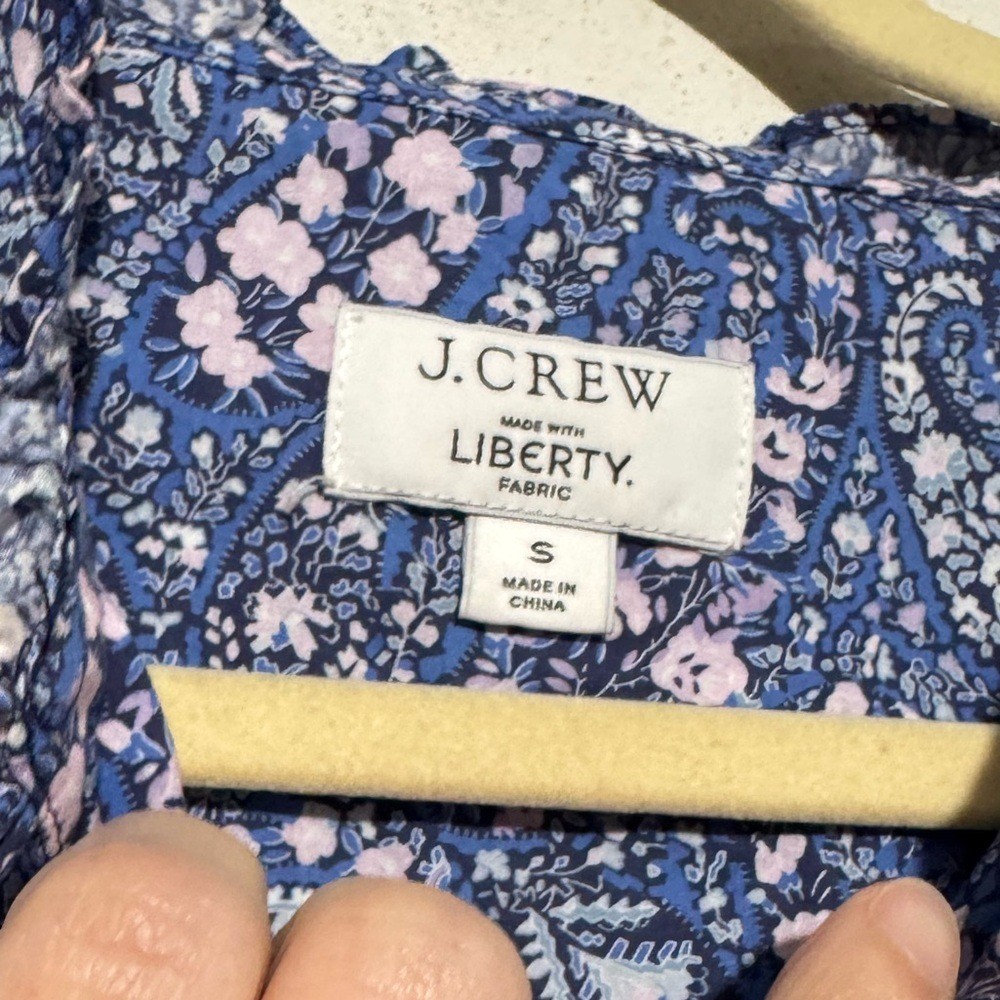 J.CREW
MADE WITH
LIBERTY.
FABRIC
S
MADE IN
CHINA